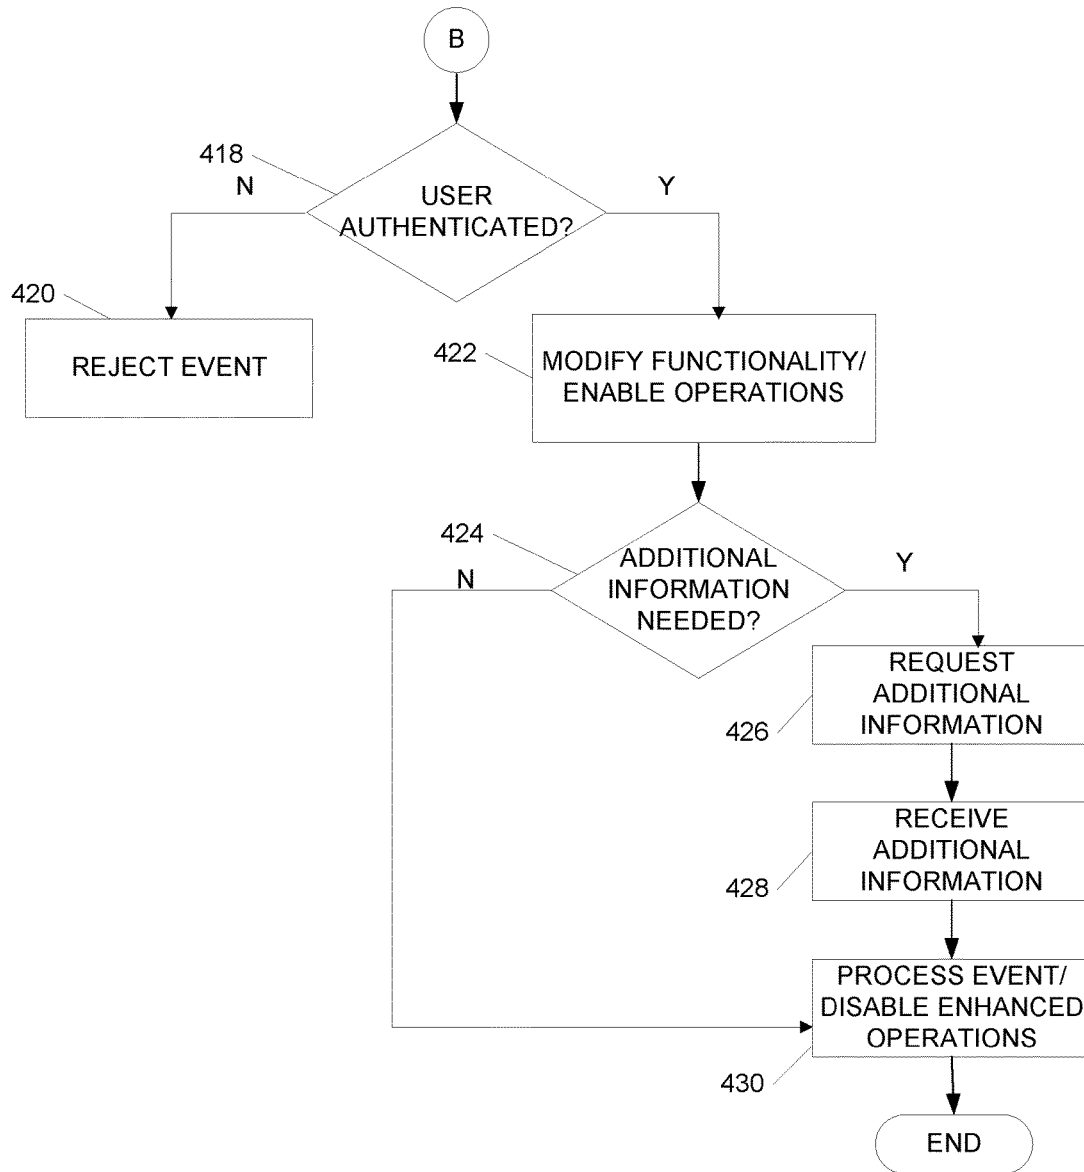 B
418
N
Y
USER
AUTHENTICATED?
420
REJECT EVENT
422
MODIFY FUNCTIONALITY/
ENABLE OPERATIONS
424
N
Y
ADDITIONAL
INFORMATION
NEEDED?
REQUEST
ADDITIONAL
INFORMATION
426
RECEIVE
ADDITIONAL
INFORMATION
428
PROCESS EVENT/
DISABLE ENHANCED
OPERATIONS
430
END